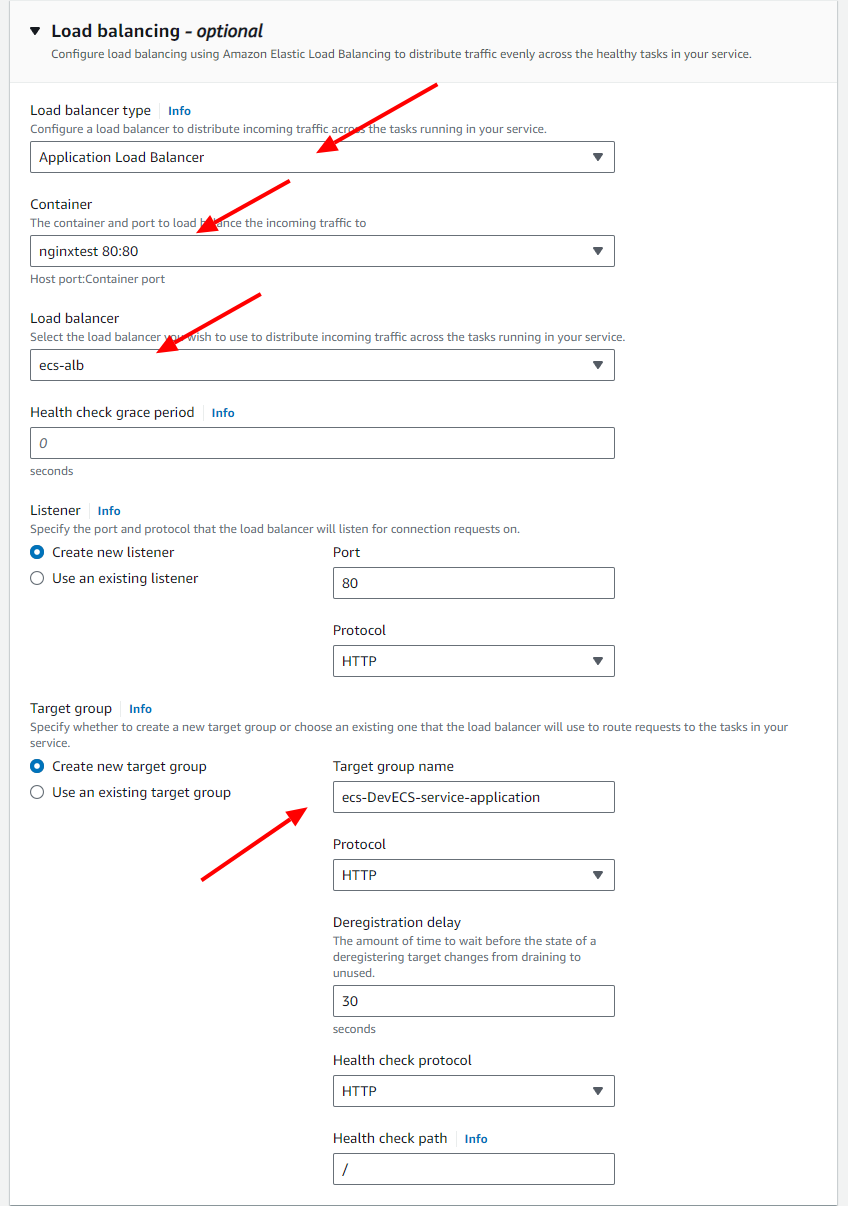 Load balancing - optional
Configure load balancing using Amazon Elastic Load Balancing to distribute traffic evenly across the healthy tasks in your service.
Load balancer type Info
Configure a load balancer to distribute incoming traffic across the tasks running in your service.
Application Load Balancer
Container
The container and port to load balance the incoming traffic to
nginxtest 80:80
Host port:Container port
Load balancer
Select the load balancer you wish to use to distribute incoming traffic across the tasks running in your service.
ecs-alb
Health check grace period Info
0
seconds
Listener Info
Specify the port and protocol that the load balancer will listen for connection requests on.
Create new listener
Use an existing listener
Port
80
Protocol
HTTP
Target group Info
Specify whether to create a new target group or choose an existing one that the load balancer will use to route requests to the tasks in your
service.
Create new target group
Use an existing target group
Target group name
ecs-DevECS-service-application
Protocol
HTTP
Deregistration delay
The amount of time to wait before the state of a
deregistering target changes from draining to
unused.
30
seconds
Health check protocol
HTTP
Health check path Info
/